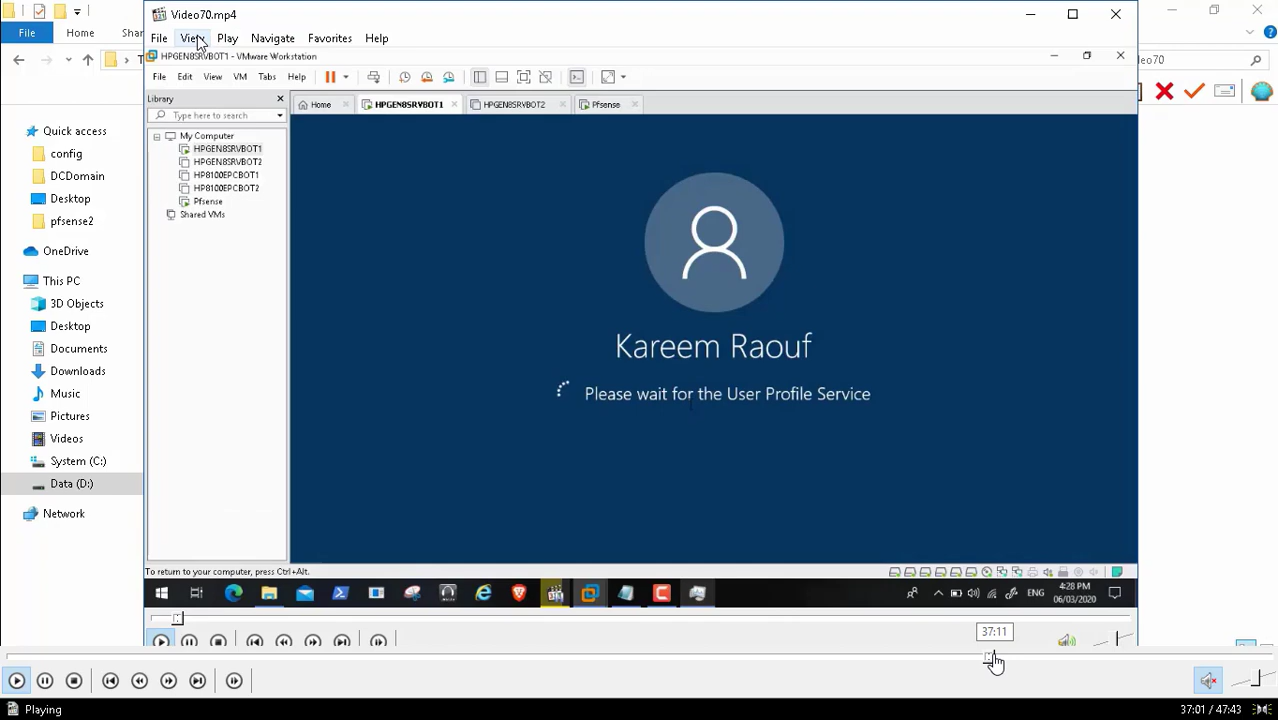 Video70.mp4
File
Home
Shar
File View Play Navigate Favorites Help
HPGEN8SRVBOT1 - VMware Workstation
File Edit View VM Tabs Help
Library
Type here to search
My Computer
HPGEN8SRVBOT1
HPGEN8SRVBOT2
HP8100EPCBOT1
HP8100EPCBOT2
Pfsense
Shared VMs
Home
HPGEN8SRVBOT1
HPGEN8SRVBOT2
Pfsense
Kareem Raouf
Please wait for the User Profile Service
Quick access
config
DCDomain
Desktop
pfsense2
OneDrive
This PC
3D Objects
Desktop
Documents
Downloads
Music
Pictures
Videos
System (C:)
Data (D:)
Network
eo70
To return to your computer, press Ctrl+Alt.
ENG
4:28 PM
06/03/2020
37:11
Playing
37:01 / 47:43